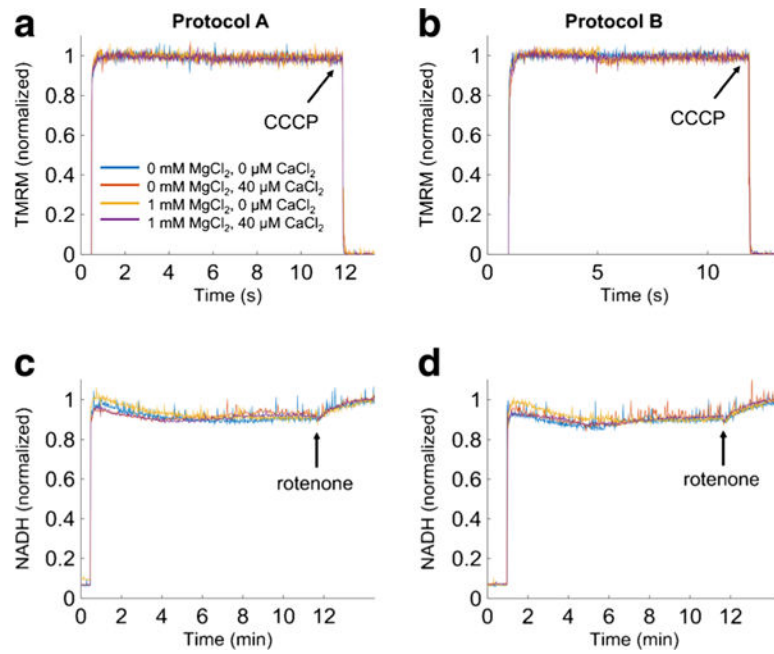 a
Protocol A
TMRM (normalized)
1
0.8
0.6
0.4
0.2
0
CCCP
0 mM MgCl₂, 0 µM CaCl₂
0 mM MgCl₂, 40 µM CaCl₂
1 mM MgCl₂, 0 µM CaCl₂
1 mM MgCl₂, 40 µM CaCl₂
0 2 4 6 8 10 12 14
Time (s)
b
Protocol B
TMRM (normalized)
1
0.8
0.6
0.4
0.2
0
CCCP
0 5 10
Time (s)
c
NADH (normalized)
1
0.8
0.6
0.4
0.2
0
rotenone
0 2 4 6 8 10 12 14
Time (min)
d
NADH (normalized)
1
0.8
0.6
0.4
0.2
0
rotenone
0 2 4 6 8 10 12
Time (min)